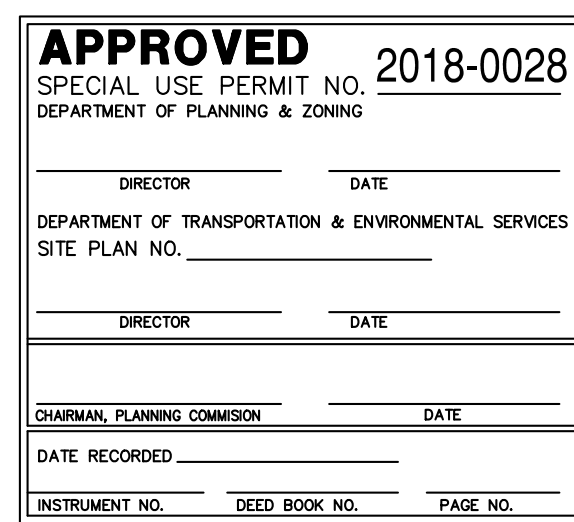 APPROVED
SPECIAL USE PERMIT NO. 2018-0028
DEPARTMENT OF PLANNING & ZONING
DIRECTOR DATE
DEPARTMENT OF TRANSPORTATION & ENVIRONMENTAL SERVICES
SITE PLAN NO.
DIRECTOR DATE
CHAIRMAN, PLANNING COMMISION DATE
DATE RECORDED
INSTRUMENT NO. DEED BOOK NO. PAGE NO.